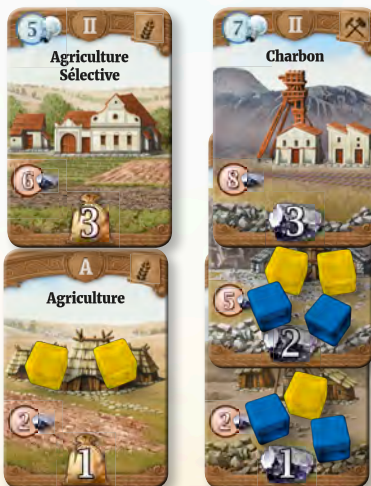 5 II
Agriculture
Sélective
6
3
7 II
Charbon
8
3
A
Agriculture
2
1
5
2
2
1